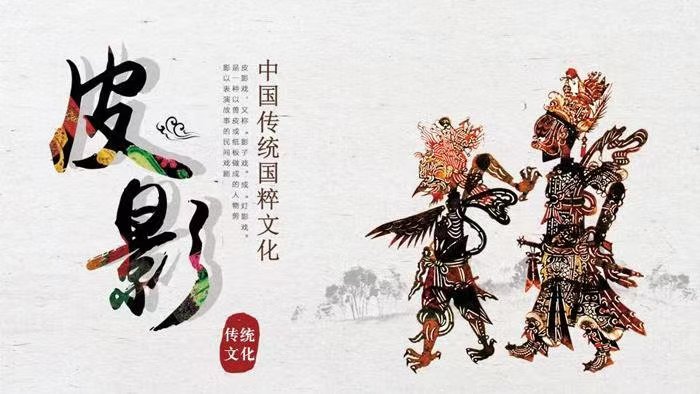 皮影
中国传统国粹文化
皮影戏，又称“影子戏”或“灯影戏”，
是一种以兽皮或纸板做成的人物剪
影以表演故事的民间戏剧
传统
文化